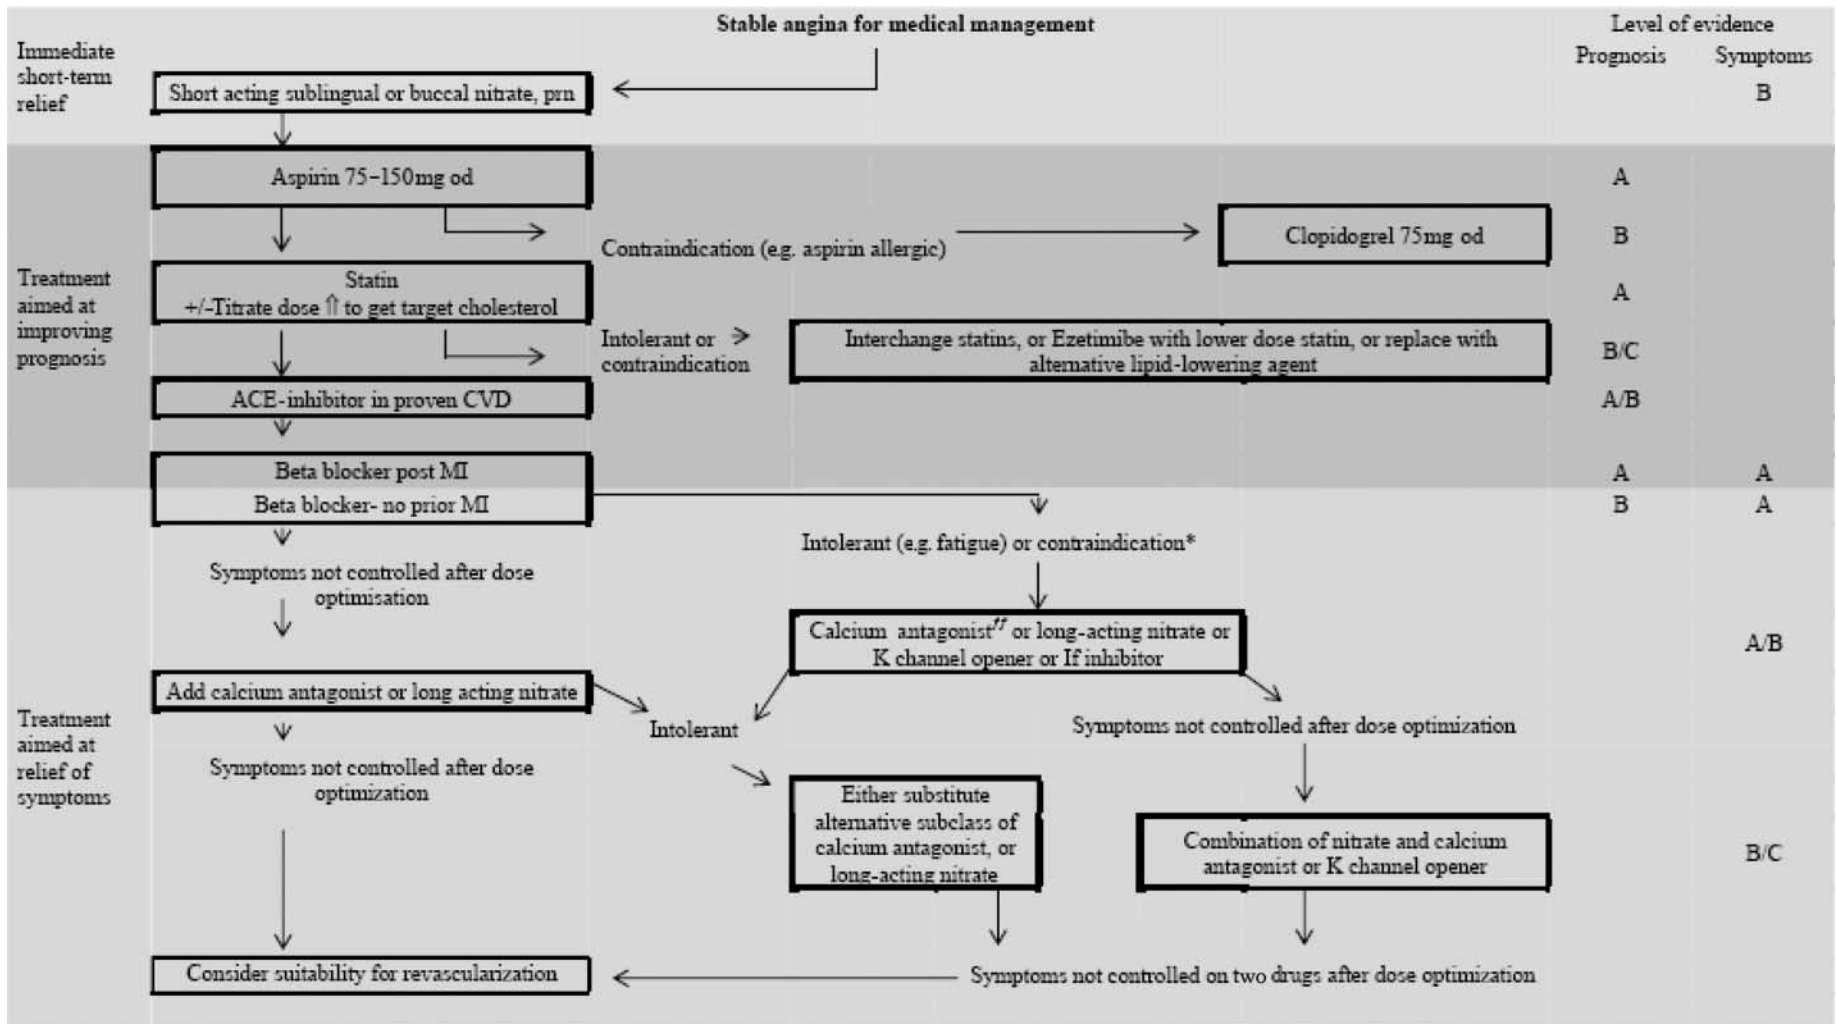 Stable angina for medical management
Level of evidence
Prognosis
Symptoms
Immediate
short-term
relief
Short acting sublingual or buccal nitrate, prn
B
Aspirin 75-150mg od
A
Contraindication (e.g. aspirin allergic)
Clopidogrel 75mg od
B
Treatment
aimed at
improving
prognosis
Statin
+/-Titrate dose ⇑ to get target cholesterol
A
Intolerant or
contraindication
Interchange statins, or Ezetimibe with lower dose statin, or replace with
alternative lipid-lowering agent
B/C
ACE-inhibitor in proven CVD
A/B
Beta blocker post MI
A
A
Beta blocker- no prior MI
B
A
Intolerant (e.g. fatigue) or contraindication*
Symptoms not controlled after dose
optimisation
Calcium antagonist or long-acting nitrate or
K channel opener or If inhibitor
A/B
Add calcium antagonist or long acting nitrate
Treatment
aimed at
relief of
symptoms
Intolerant
Symptoms not controlled after dose optimization
Symptoms not controlled after dose
optimization
Either substitute
alternative subclass of
calcium antagonist, or
long-acting nitrate
Combination of nitrate and calcium
antagonist or K channel opener
B/C
Consider suitability for revascularization
Symptoms not controlled on two drugs after dose optimization